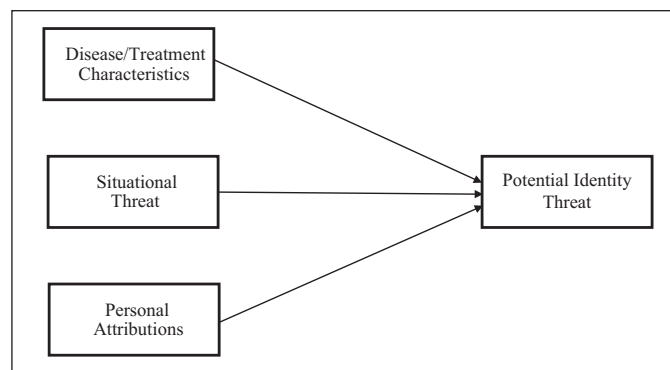 Disease/Treatment
Characteristics
Situational
Threat
Potential Identity
Threat
Personal
Attributions